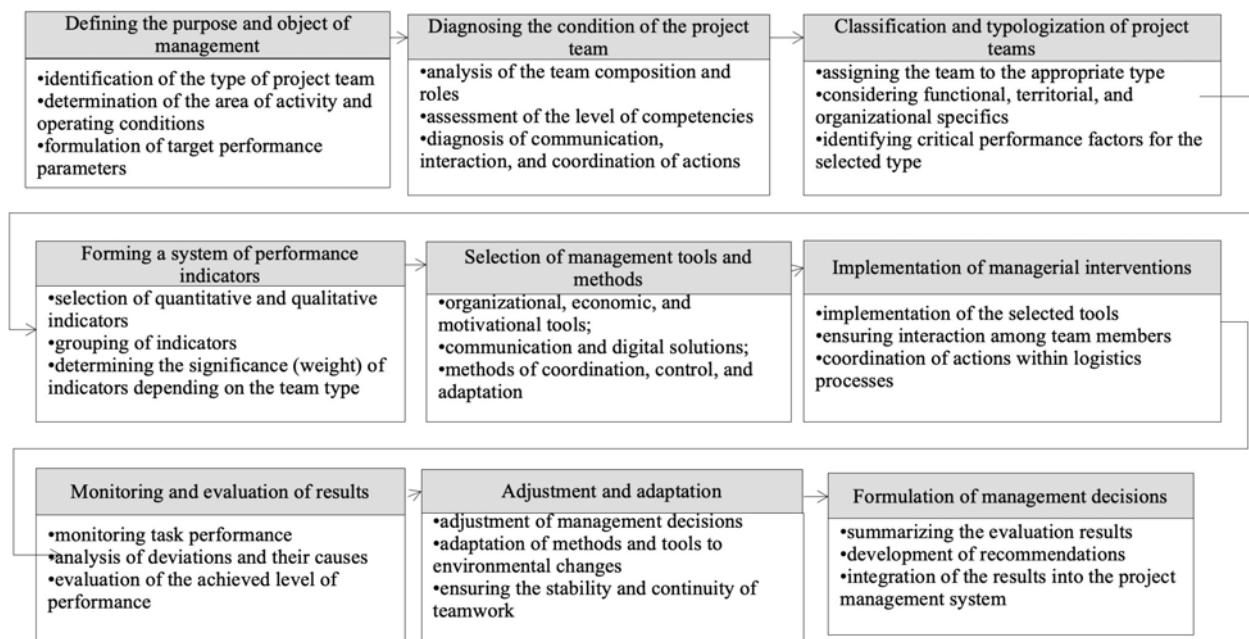 Defining the purpose and object of
management
•identification of the type of project team
•determination of the area of activity and
operating conditions
•formulation of target performance
parameters
Diagnosing the condition of the project
team
•analysis of the team composition and
roles
•assessment of the level of competencies
•diagnosis of communication,
interaction, and coordination of actions
Classification and typologization of project
teams
•assigning the team to the appropriate type
•considering functional, territorial, and
organizational specifics
•identifying critical performance factors for the
selected type
Forming a system of performance
indicators
•selection of quantitative and qualitative
indicators
•grouping of indicators
•determining the significance (weight) of
indicators depending on the team type
Selection of management tools and
methods
•organizational, economic, and
motivational tools;
•communication and digital solutions;
•methods of coordination, control, and
adaptation
Implementation of managerial interventions
•implementation of the selected tools
•ensuring interaction among team members
•coordination of actions within logistics
processes
Monitoring and evaluation of results
•monitoring task performance
•analysis of deviations and their causes
•evaluation of the achieved level of
performance
Adjustment and adaptation
•adjustment of management decisions
•adaptation of methods and tools to
environmental changes
•ensuring the stability and continuity of
teamwork
Formulation of management decisions
•summarizing the evaluation results
•development of recommendations
•integration of the results into the project
management system